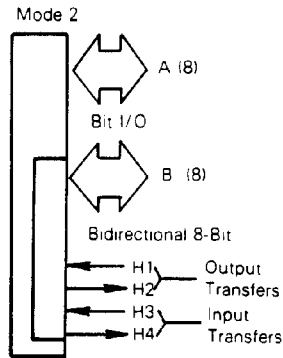 Mode 2
A (8)
Bit I/O
B (8)
Bidirectional 8-Bit
H1 Output
H2 Transfers
H3 Input
H4 Transfers